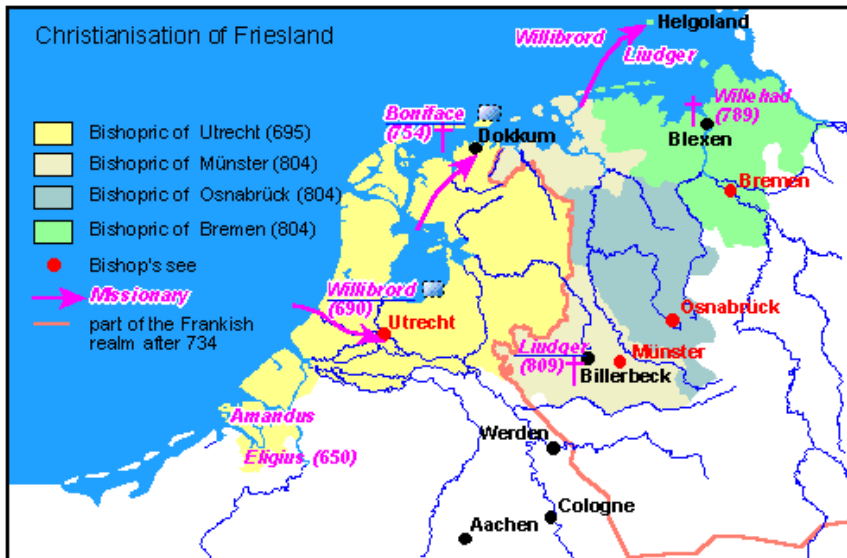 Christianisation of Friesland
Bishopric of Utrecht (695)
Bishopric of Münster (804)
Bishopric of Osnabrück (804)
Bishopric of Bremen (804)
Bishop's see
Missionary
part of the Frankish
realm after 734
Willibrord
Helgoland
Liudger
Boniface
(754)
Dokkum
Willehad
(789)
Blexen
Bremen
Willibrord
(690)
Utrecht
Osnabrück
Liudger
(809)
Münster
Billerbeck
Amandus
Eligius (650)
Werden
Cologne
Aachen